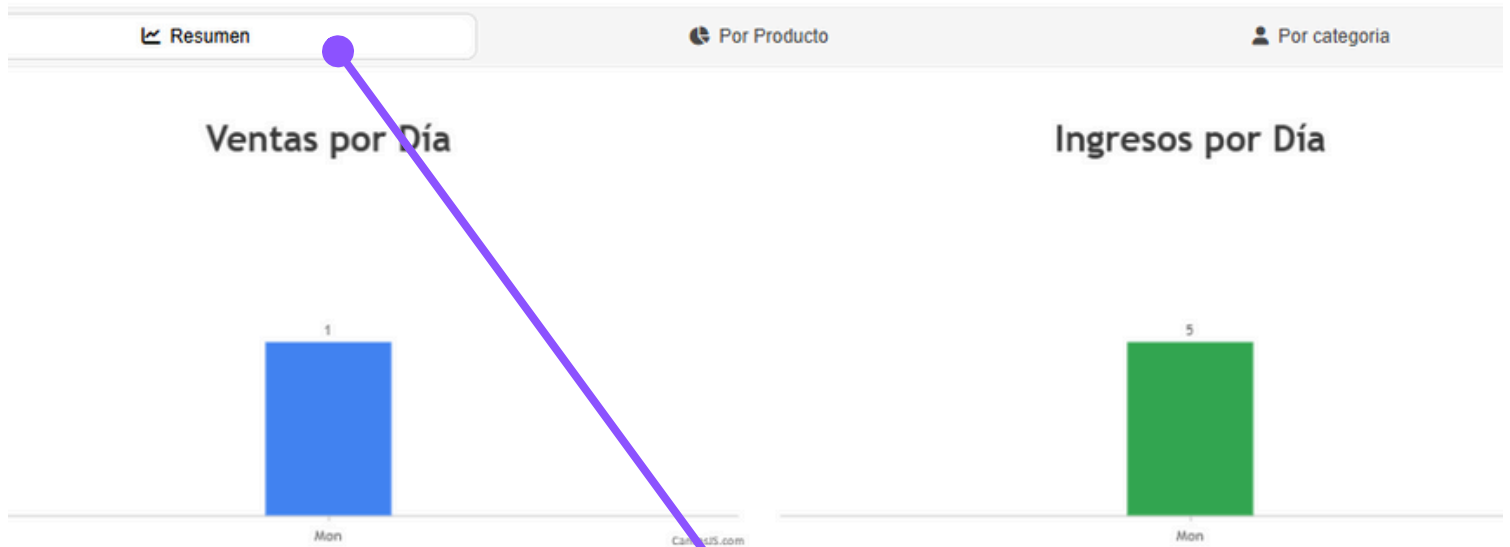 Resumen
Por Producto
Por categoria
Ventas por Día
Ingresos por Día
1
5
Mon
Mon